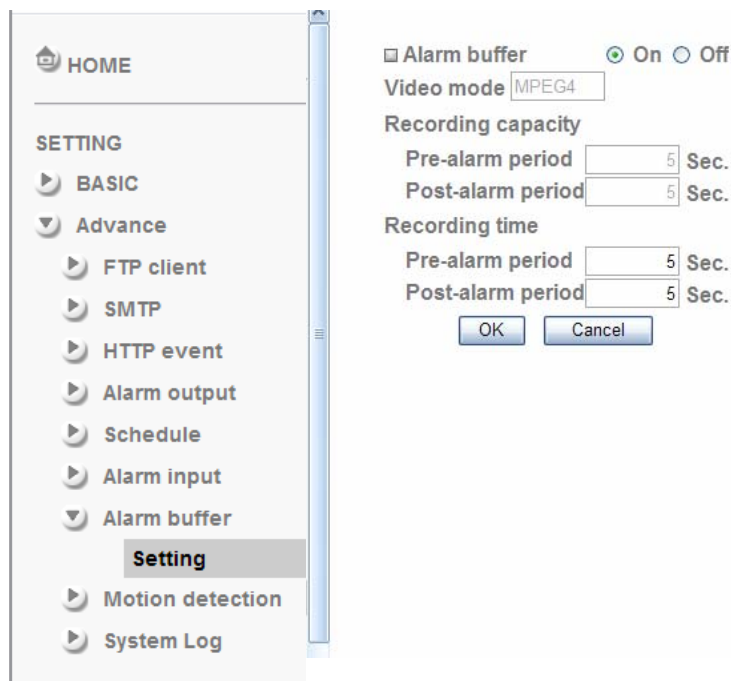 HOME
SETTING
BASIC
Advance
FTP client
SMTP
HTTP event
Alarm output
Schedule
Alarm input
Alarm buffer
Setting
Motion detection
System Log
Alarm buffer On Off
Video mode MPEG4
Recording capacity
Pre-alarm period 5 Sec.
Post-alarm period 5 Sec.
Recording time
Pre-alarm period 5 Sec.
Post-alarm period 5 Sec.
OK Cancel